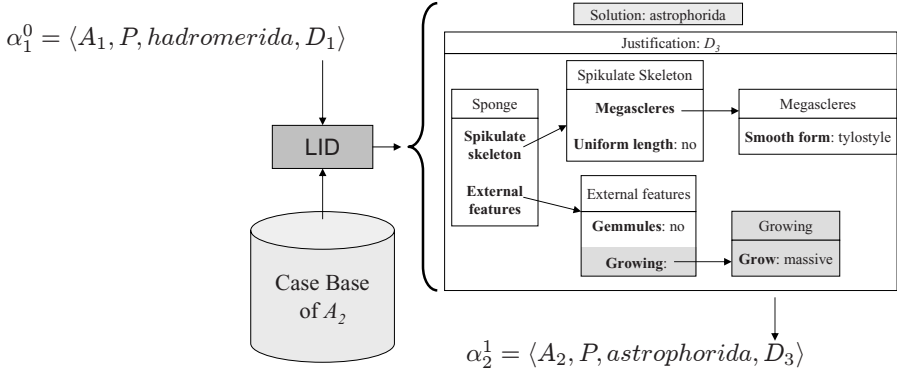 Solution: astrophorida
α₁⁰ = ⟨A₁, P, hadromerida, D₁⟩
Justification: D₃
Spikulate Skeleton
Megascleres
Uniform length: no
Sponge
Spikulate
skeleton
External
features
Megascleres
Smooth form: tylostyle
LID
External features
Gemmules: no
Growing:
Growing
Grow: massive
Case Base
of A₂
α₂¹ = ⟨A₂, P, astrophorida, D₃⟩